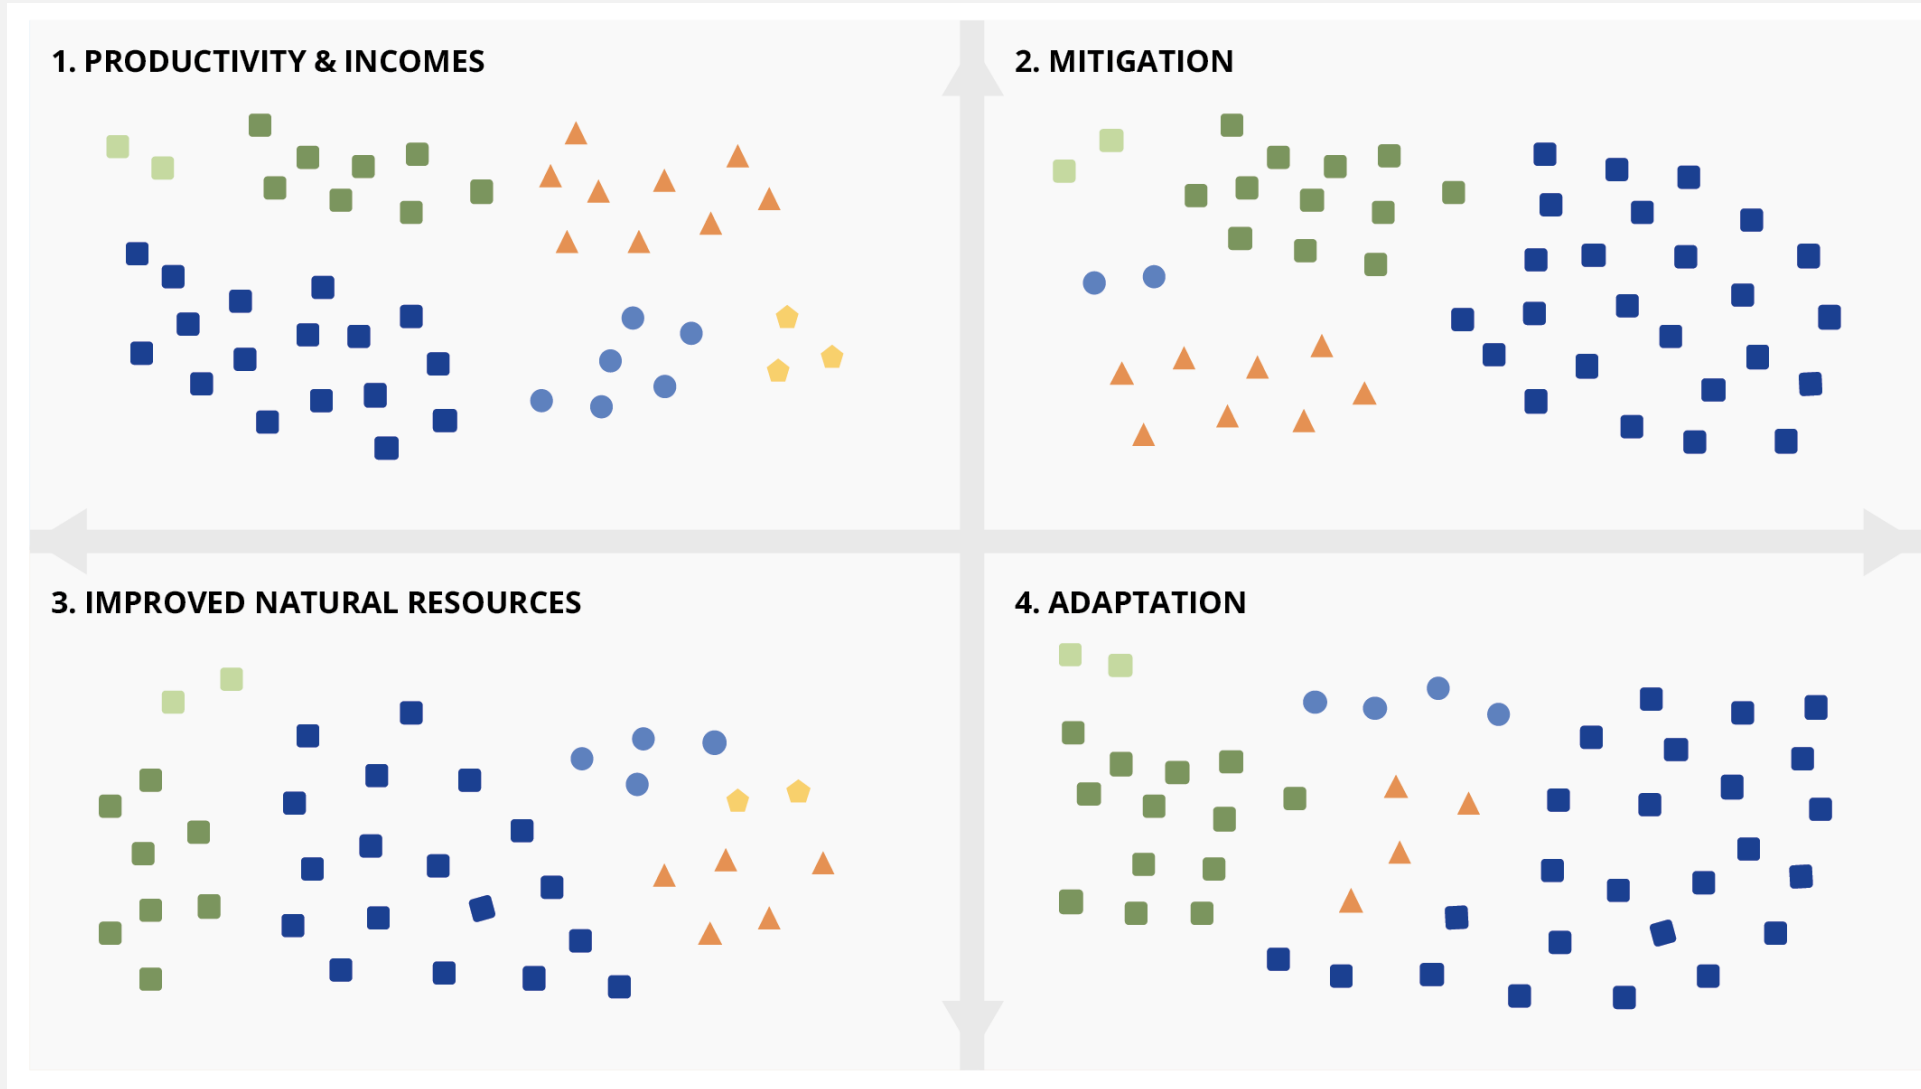 1. PRODUCTIVITY & INCOMES
2. MITIGATION
3. IMPROVED NATURAL RESOURCES
4. ADAPTATION